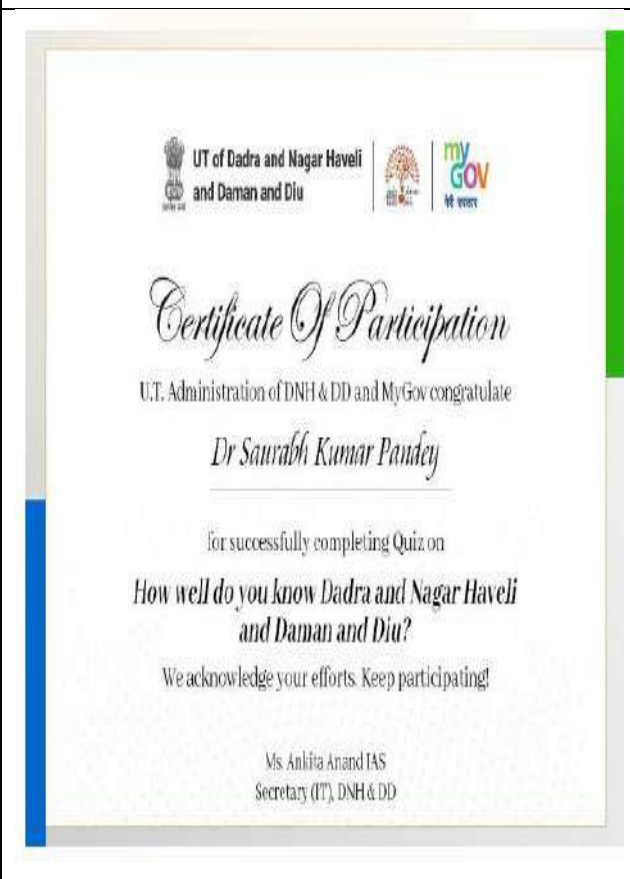 UT of Dadra and Nagar Haveli
and Daman and Diu
my
GOV
मेरी सरकार
Certificate Of Participation
U.T. Administration of DNH & DD and MyGov congratulate
Dr Saurabh Kumar Pandey
for successfully completing Quiz on
How well do you know Dadra and Nagar Haveli
and Daman and Diu?
We acknowledge your efforts. Keep participating!
Ms. Ankita Anand IAS
Secretary (IT), DNH & DD